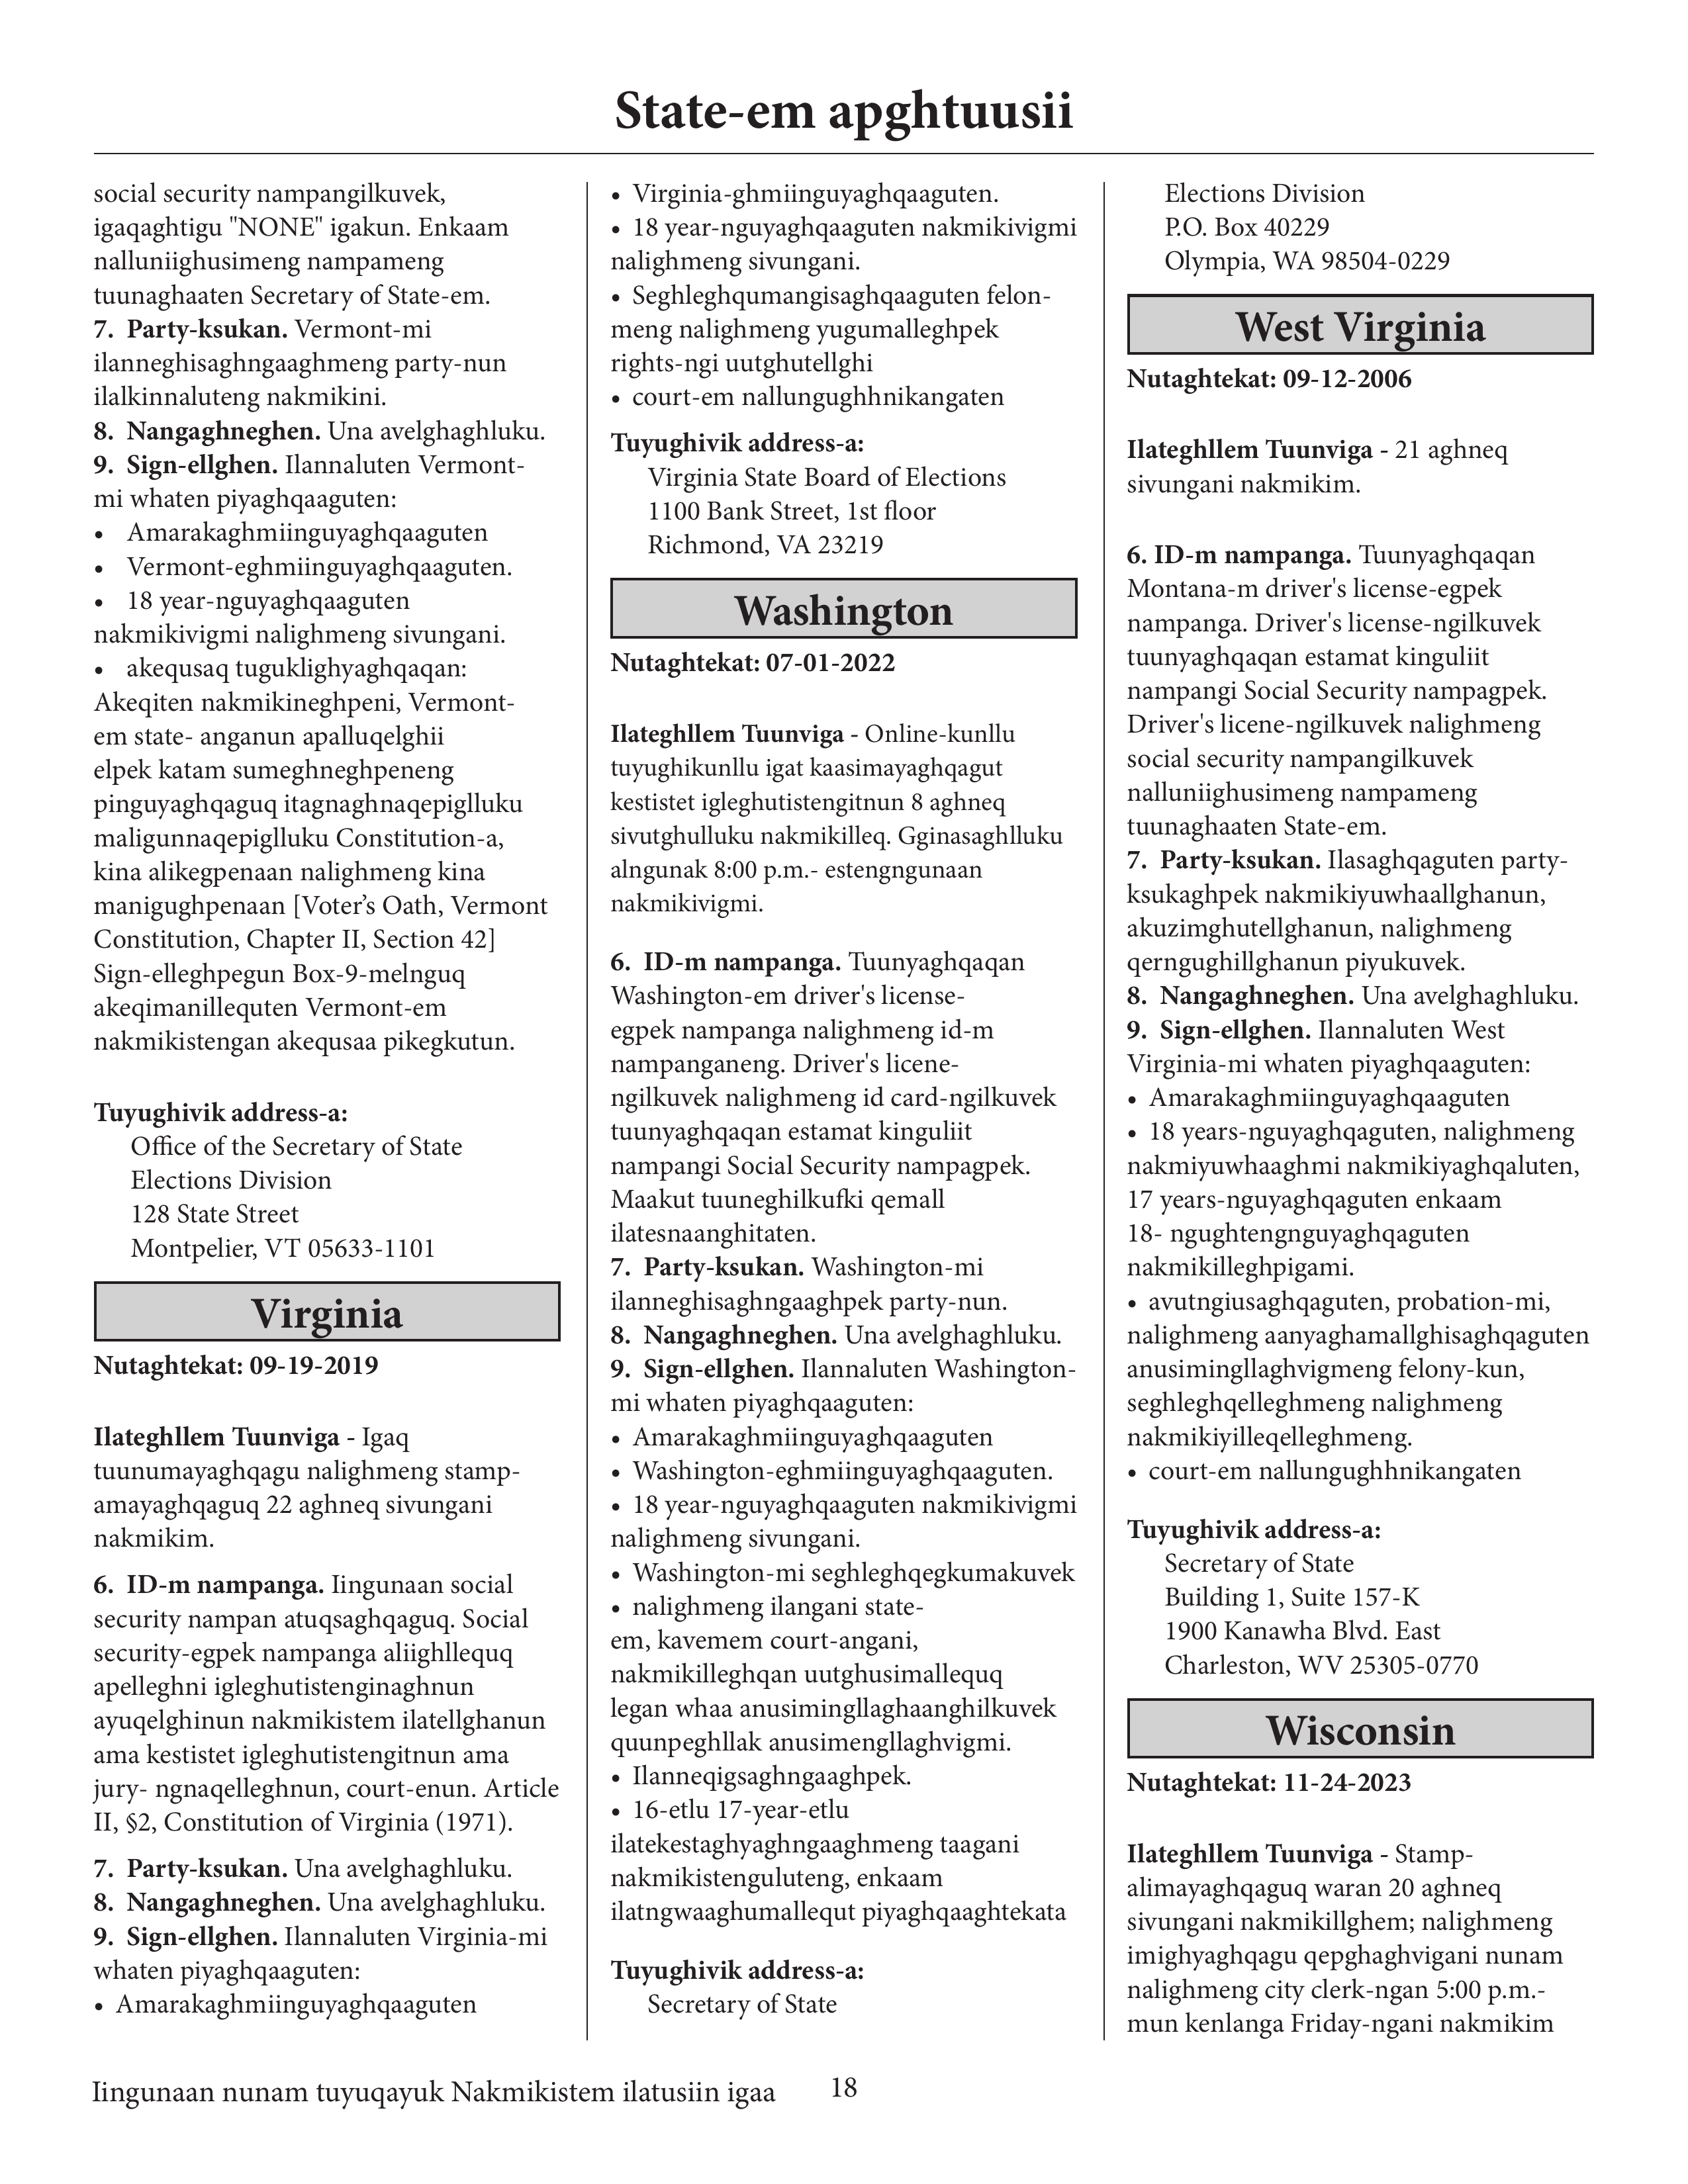 State-em apghtuusii
social security nampangilkuvek,
igaqaghtigu "NONE" igakun. Enkaam
nalluniighusimeng nampameng
tuunaghaaten Secretary of State-em.
7. Party-ksukan. Vermont-mi
ilanneghisaghngaaghmeng party-nun
ilalkinnaluteng nakmikini.
8. Nangaghneghen. Una avelghaghluku.
9. Sign-ellghen. Ilannaluten Vermont-
mi whaten piyaghqaaguten:
• Amarakaghmiinguyaghqaaguten
• Vermont-eghmiinguyaghqaaguten.
• 18 year-nguyaghqaaguten
nakmikivigmi nalighmeng sivungani.
• akequsaq tuguklighyaghqaqan:
Akeqiten nakmikineghpeni, Vermont-
em state- anganun apalluqelghii
elpek katam sumeghneghpeneng
pinguyaghqaguq itagnaghnaqepiglluku
maligunnaqepiglluku Constitution-a,
kina alikegpenaan nalighmeng kina
manigughpenaan [Voter’s Oath, Vermont
Constitution, Chapter II, Section 42]
Sign-elleghpegun Box-9-melnguq
akeqimanillequten Vermont-em
nakmikistengan akequsaa pikegkutun.
Tuyughivik address-a:
Office of the Secretary of State
Elections Division
128 State Street
Montpelier, VT 05633-1101
Virginia
Nutaghtekat: 09-19-2019
Ilateghllem Tuunviga - Igaq
tuunumayaghqagu nalighmeng stamp-
amayaghqaguq 22 aghneq sivungani
nakmikim.
6. ID-m nampanga. Iingunaan social
security nampan atuqsaghqaguq. Social
security-egpek nampanga aliighllequq
apelleghni igleghutistenginaghnun
ayuqelghinun nakmikistem ilatellghanun
ama kestistet igleghutistengitnun ama
jury- ngnaqelleghnun, court-enun. Article
II, §2, Constitution of Virginia (1971).
7. Party-ksukan. Una avelghaghluku.
8. Nangaghneghen. Una avelghaghluku.
9. Sign-ellghen. Ilannaluten Virginia-mi
whaten piyaghqaaguten:
• Amarakaghmiinguyaghqaaguten
• Virginia-ghmiinguyaghqaaguten.
• 18 year-nguyaghqaaguten nakmikivigmi
nalighmeng sivungani.
• Seghleghqumangisaghqaaguten felon-
meng nalighmeng yugumalleghpek
rights-ngi uutghutellghi
• court-em nallungughhnikangaten
Tuyughivik address-a:
Virginia State Board of Elections
1100 Bank Street, 1st floor
Richmond, VA 23219
Washington
Nutaghtekat: 07-01-2022
Ilateghllem Tuunviga - Online-kunllu
tuyughikunllu igat kaasimayaghqagut
kestistet igleghutistengitnun 8 aghneq
sivutghulluku nakmikilleq. Gginasaghlluku
alngunak 8:00 p.m.- estengngunaan
nakmikivigmi.
6. ID-m nampanga. Tuunyaghqaqan
Washington-em driver's license-
egpek nampanga nalighmeng id-m
nampanganeng. Driver's licene-
ngilkuvek nalighmeng id card-ngilkuvek
tuunyaghqaqan estamat kinguliit
nampangi Social Security nampagpek.
Maakut tuuneghilkufki qemall
ilatesnaanghitaten.
7. Party-ksukan. Washington-mi
ilanneghisaghngaaghpek party-nun.
8. Nangaghneghen. Una avelghaghluku.
9. Sign-ellghen. Ilannaluten Washington-
mi whaten piyaghqaaguten:
• Amarakaghmiinguyaghqaaguten
• Washington-eghmiinguyaghqaaguten.
• 18 year-nguyaghqaaguten nakmikivigmi
nalighmeng sivungani.
• Washington-mi seghleghqegkumakuvek
• nalighmeng ilangani state-
em, kavemem court-angani,
nakmikilleghqan uutghusimallequq
legan whaa anusimingllaghaanghilkuvek
quunpeghllak anusimengllaghvigmi.
• Ilanneqigsaghngaaghpek.
• 16-etlu 17-year-etlu
ilatekestaghyaghngaaghmeng taagani
nakmikistenguluteng, enkaam
ilatngwaaghumallequt piyaghqaaghtekata
Tuyughivik address-a:
Secretary of State
Elections Division
P.O. Box 40229
Olympia, WA 98504-0229
West Virginia
Nutaghtekat: 09-12-2006
Ilateghllem Tuunviga - 21 aghneq
sivungani nakmikim.
6. ID-m nampanga. Tuunyaghqaqan
Montana-m driver's license-egpek
nampanga. Driver's license-ngilkuvek
tuunyaghqaqan estamat kinguliit
nampangi Social Security nampagpek.
Driver's licene-ngilkuvek nalighmeng
social security nampangilkuvek
nalluniighusimeng nampameng
tuunaghaaten State-em.
7. Party-ksukan. Ilasaghqaguten party-
ksukaghpek nakmikiyuwhaallghanun,
akuzimghutellghanun, nalighmeng
qerngughillghanun piyukuvek.
8. Nangaghneghen. Una avelghaghluku.
9. Sign-ellghen. Ilannaluten West
Virginia-mi whaten piyaghqaaguten:
• Amarakaghmiinguyaghqaaguten
• 18 years-nguyaghqaguten, nalighmeng
nakmiyuwhaaghmi nakmikiyaghqaluten,
17 years-nguyaghqaguten enkaam
18- ngughtengnguyaghqaguten
nakmikilleghpigami.
• avutngiusaghqaguten, probation-mi,
nalighmeng aanyaghamallghisaghqaguten
anusimingllaghvigmeng felony-kun,
seghleghqelleghmeng nalighmeng
nakmikiyilleqelleghmeng.
• court-em nallungughhnikangaten
Tuyughivik address-a:
Secretary of State
Building 1, Suite 157-K
1900 Kanawha Blvd. East
Charleston, WV 25305-0770
Wisconsin
Nutaghtekat: 11-24-2023
Ilateghllem Tuunviga - Stamp-
alimayaghqaguq waran 20 aghneq
sivungani nakmikillghem; nalighmeng
imighyaghqagu qepghaghvigani nunam
nalighmeng city clerk-ngan 5:00 p.m.-
mun kenlanga Friday-ngani nakmikim
Iingunaan nunam tuyuqayuk Nakmikistem ilatusiin igaa
18